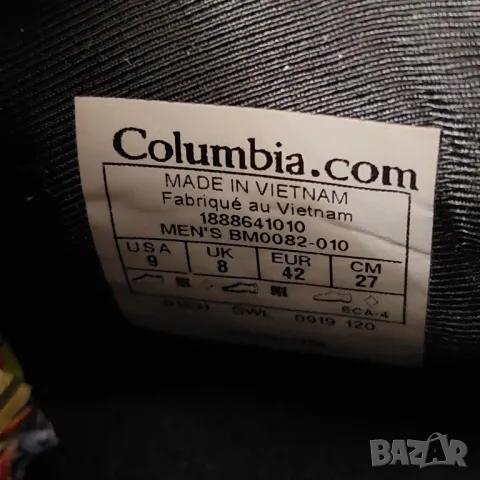 Columbia.com
MADE IN VIETNAM
Fabriqué au Vietnam
1888641010
MEN'S BM0082-010
USA UK EUR CM
9 8 42 27
ECA-4
SWL 0919 120
BAZAR